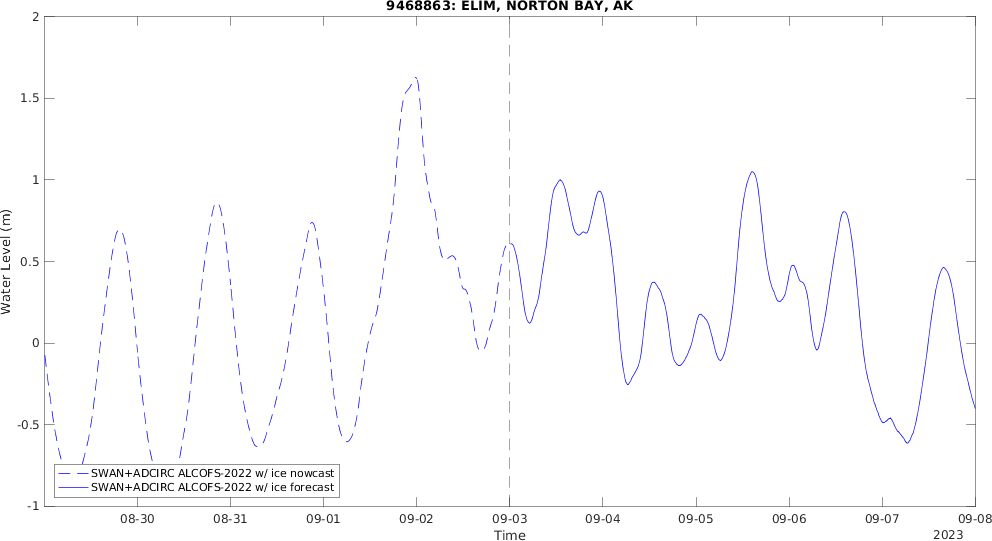 9468863: ELIM, NORTON BAY, AK
Water Level (m)
2
1.5
1
0.5
0
-0.5
-1
SWAN+ADCIRC ALCOFS-2022 w/ ice nowcast
SWAN+ADCIRC ALCOFS-2022 w/ ice forecast
08-30 08-31 09-01 09-02 09-03 09-04 09-05 09-06 09-07 09-08
Time
2023